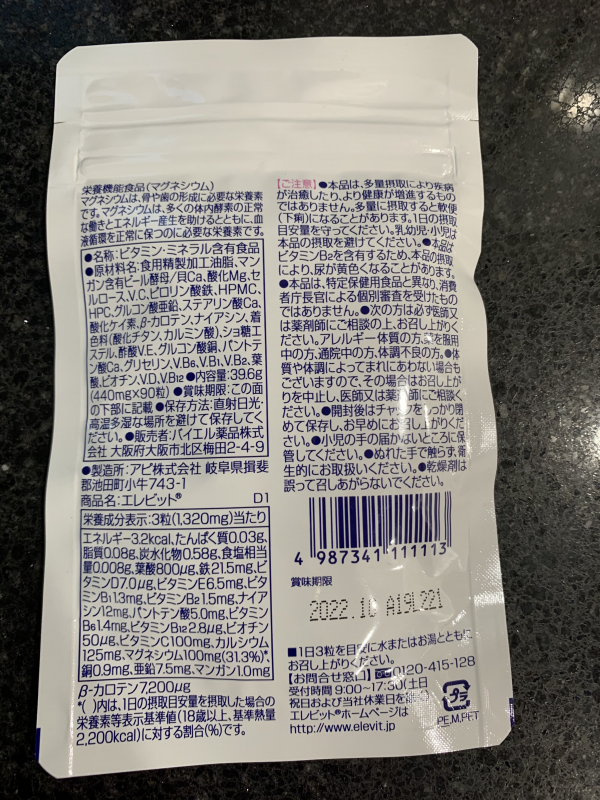 栄養機能食品(マグネシウム)
マグネシウムは、骨や歯の形成に必要な栄養素
です。マグネシウムは、多くの体内酵素の正常
な働きとエネルギー産生を助けるとともに、血
液循環を正常に保つのに必要な栄養素です。
●名称:ビタミン・ミネラル含有食品
●原材料名:食用精製加工油脂、マン
ガン含有ビール酵母/貝Ca、酸化Mg、セ
ルロース、V.C、ピロリン酸鉄、HPMC、
HPC、グルコン酸亜鉛、ステアリン酸Ca、
酸化ケイ素、β-カロテン、ナイアシン、着
色料(酸化チタン、カルミン酸)、ショ糖エ
ステル、酢酸V.E、グルコン酸銅、パントテ
ン酸Ca、グリセリン、V.B6、V.B1、V.B2、葉
酸、ビオチン、V.D、V.B12 ●内容量:39.6g
(440mg×90粒) ●賞味期限:この面
の下部に記載 ●保存方法:直射日光・
高温多湿な場所を避けて保存してく
ださい。●販売者:バイエル薬品株式
会社 大阪府大阪市北区梅田2-4-9
●製造所:アピ株式会社 岐阜県揖斐
郡池田町小牛743-1
商品名:エレビット® D1
栄養成分表示:3粒(1,320mg)当たり
エネルギー3.2kcal、たんぱく質0.03g、
脂質0.08g、炭水化物0.58g、食塩相当
量0.008g、葉酸800μg、鉄21.5mg、ビ
タミンD7.0μg、ビタミンE6.5mg、ビタ
ミンB1 1.3mg、ビタミンB2 1.5mg、ナイア
シン12mg、パントテン酸5.0mg、ビタミン
B6 1.4mg、ビタミンB12 2.8μg、ビオチン
50μg、ビタミンC 100mg、カルシウム
125mg、マグネシウム100mg(31.3%)*、
銅0.9mg、亜鉛7.5mg、マンガン1.0mg
β-カロテン7,200μg
*( )内は、1日の摂取目安量を摂取した場合の
栄養素等表示基準値(18歳以上、基準熱量
2,200kcal)に対する割合(%)です。
【ご注意】●本品は、多量摂取により疾病
が治癒したり、より健康が増進するもの
ではありません。多量に摂取すると軟便
(下痢)になることがあります。1日の摂取
目安量を守ってください。乳幼児・小児は
本品の摂取を避けてください。●本品は
ビタミンB2を含有するため、本品の摂取
により、尿が黄色くなることがあります。
●本品は、特定保健用食品と異なり、消費
者庁長官による個別審査を受けたもの
ではありません。●次の方は必ず医師又
は薬剤師にご相談の上、お召し上がりく
ださい。アレルギー体質の方、薬を服用
中の方、通院中の方、体調不良の方。●体
質や体調によってまれにあわない場合も
ございますので、その場合はお召し上が
りを中止し、医師又は薬剤師にご相談く
ださい。●開封後はチャックをしっかり閉
めて保存し、お早めにお召し上がりくださ
い。●小児の手の届かないところに保
管してください。●ぬれた手で触らず、衛
生的にお取扱いください。●乾燥剤は
誤って召しあがらないでください。
4 987341 111113
賞味期限
2022.10 A19L221
■1日3粒を目安に水またはお湯とともに
お召し上がりください。
【お問合せ窓口】 0120-415-128
受付時間 9:00～17:30(土日
祝日および当社休業日を除く)
エレビット®ホームページは
http://www.elevit.jp
プラ
PE,M,PET